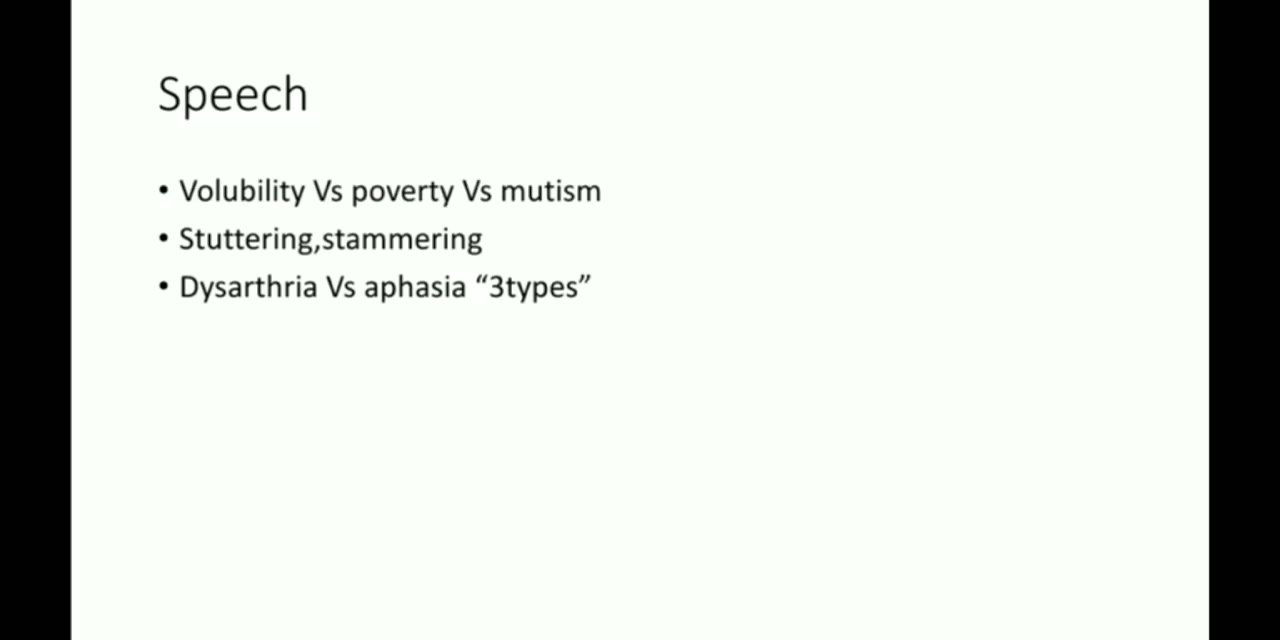 Speech
• Volubility Vs poverty Vs mutism
• Stuttering,stammering
• Dysarthria Vs aphasia “3types”